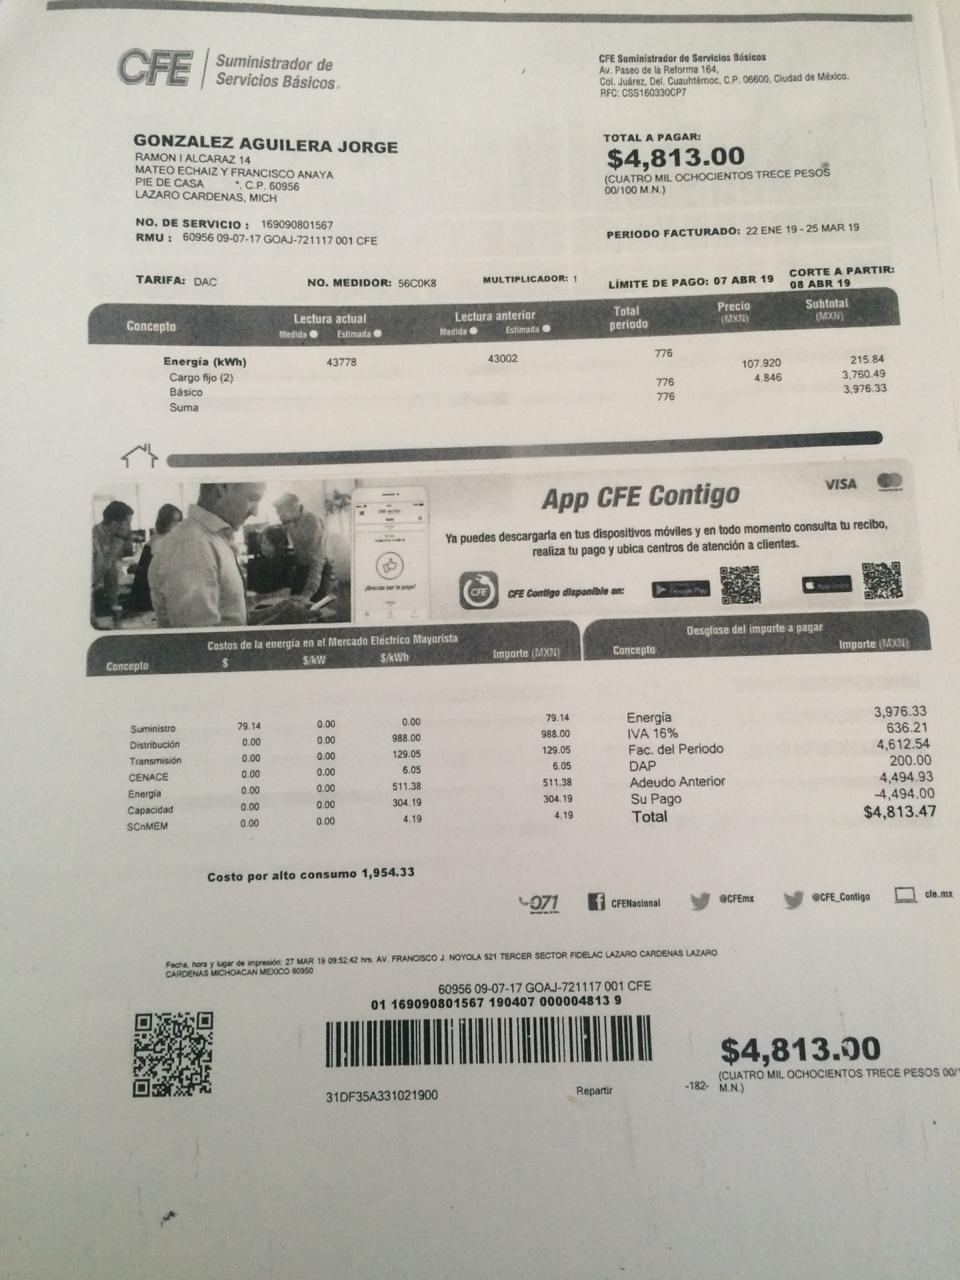 CFE
Suministrador de
Servicios Básicos®
CFE Suministrador de Servicios Básicos
Av. Paseo de la Reforma 164,
Col. Juárez, Del. Cuauhtémoc, C.P. 06600, Ciudad de México.
RFC: CSS160330CP7
GONZALEZ AGUILERA JORGE
RAMON I ALCARAZ 14
MATEO ECHAIZ Y FRANCISCO ANAYA
PIE DE CASA *. C.P. 60956
LAZARO CARDENAS, MICH
TOTAL A PAGAR:
$4,813.00
(CUATRO MIL OCHOCIENTOS TRECE PESOS
00/100 M.N.)
NO. DE SERVICIO : 169090801567
RMU : 60956 09-07-17 GOAJ-721117 001 CFE
PERIODO FACTURADO: 22 ENE 19 - 25 MAR 19
TARIFA: DAC
NO. MEDIDOR: 56C0K8
MULTIPLICADOR: 1
LÍMITE DE PAGO: 07 ABR 19
CORTE A PARTIR:
08 ABR 19
Concepto Lectura actual Lectura anterior Total periodo Precio (MXN) Subtotal (MXN)
Medida Estimada Medida Estimada
Energía (kWh) 43778 43002 776
Cargo fijo (2) 107.920 215.84
Básico 776 4.846 3,760.49
Suma 776 3,976.33
App CFE Contigo
VISA
Ya puedes descargarla en tus dispositivos móviles y en todo momento consulta tu recibo,
realiza tu pago y ubica centros de atención a clientes.
CFE
CFE Contigo disponible en:
Google Play
Costos de la energía en el Mercado Eléctrico Mayorista
Concepto $ $/kW $/kWh Importe (MXN)
Suministro 79.14 0.00 0.00 79.14
Distribución 0.00 0.00 988.00 988.00
Transmisión 0.00 0.00 129.05 129.05
CENACE 0.00 0.00 6.05 6.05
Energía 0.00 0.00 511.38 511.38
Capacidad 0.00 0.00 304.19 304.19
SCnMEM 0.00 0.00 4.19 4.19
Desglose del importe a pagar
Concepto Importe (MXN)
Energía 3,976.33
IVA 16% 636.21
Fac. del Periodo 4,612.54
DAP 200.00
Adeudo Anterior 4,494.93
Su Pago -4,494.00
Total $4,813.47
Costo por alto consumo 1,954.33
071
CFENacional
@CFEmx
@CFE_Contigo
cfe.mx
Fecha, hora y lugar de impresión: 27 MAR 19 09:52:42 hrs. AV. FRANCISCO J. NOYOLA 521 TERCER SECTOR FIDELAC LAZARO CARDENAS LAZARO
CARDENAS MICHOACAN MEXICO 60950
60956 09-07-17 GOAJ-721117 001 CFE
01 169090801567 190407 000004813 9
31DF35A331021900
Repartir
-182-
$4,813.00
(CUATRO MIL OCHOCIENTOS TRECE PESOS 00/
M.N.)